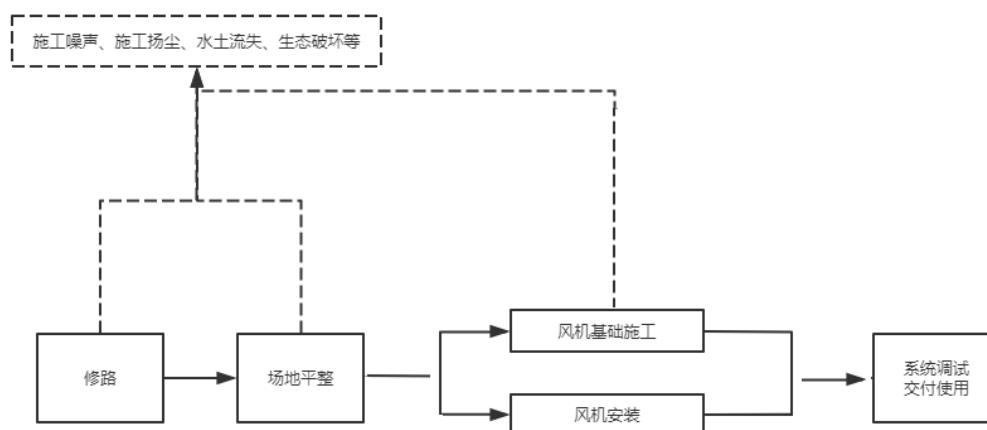 施工噪声、施工扬尘、水土流失、生态破坏等
修路
场地平整
风机基础施工
风机安装
系统调试
交付使用